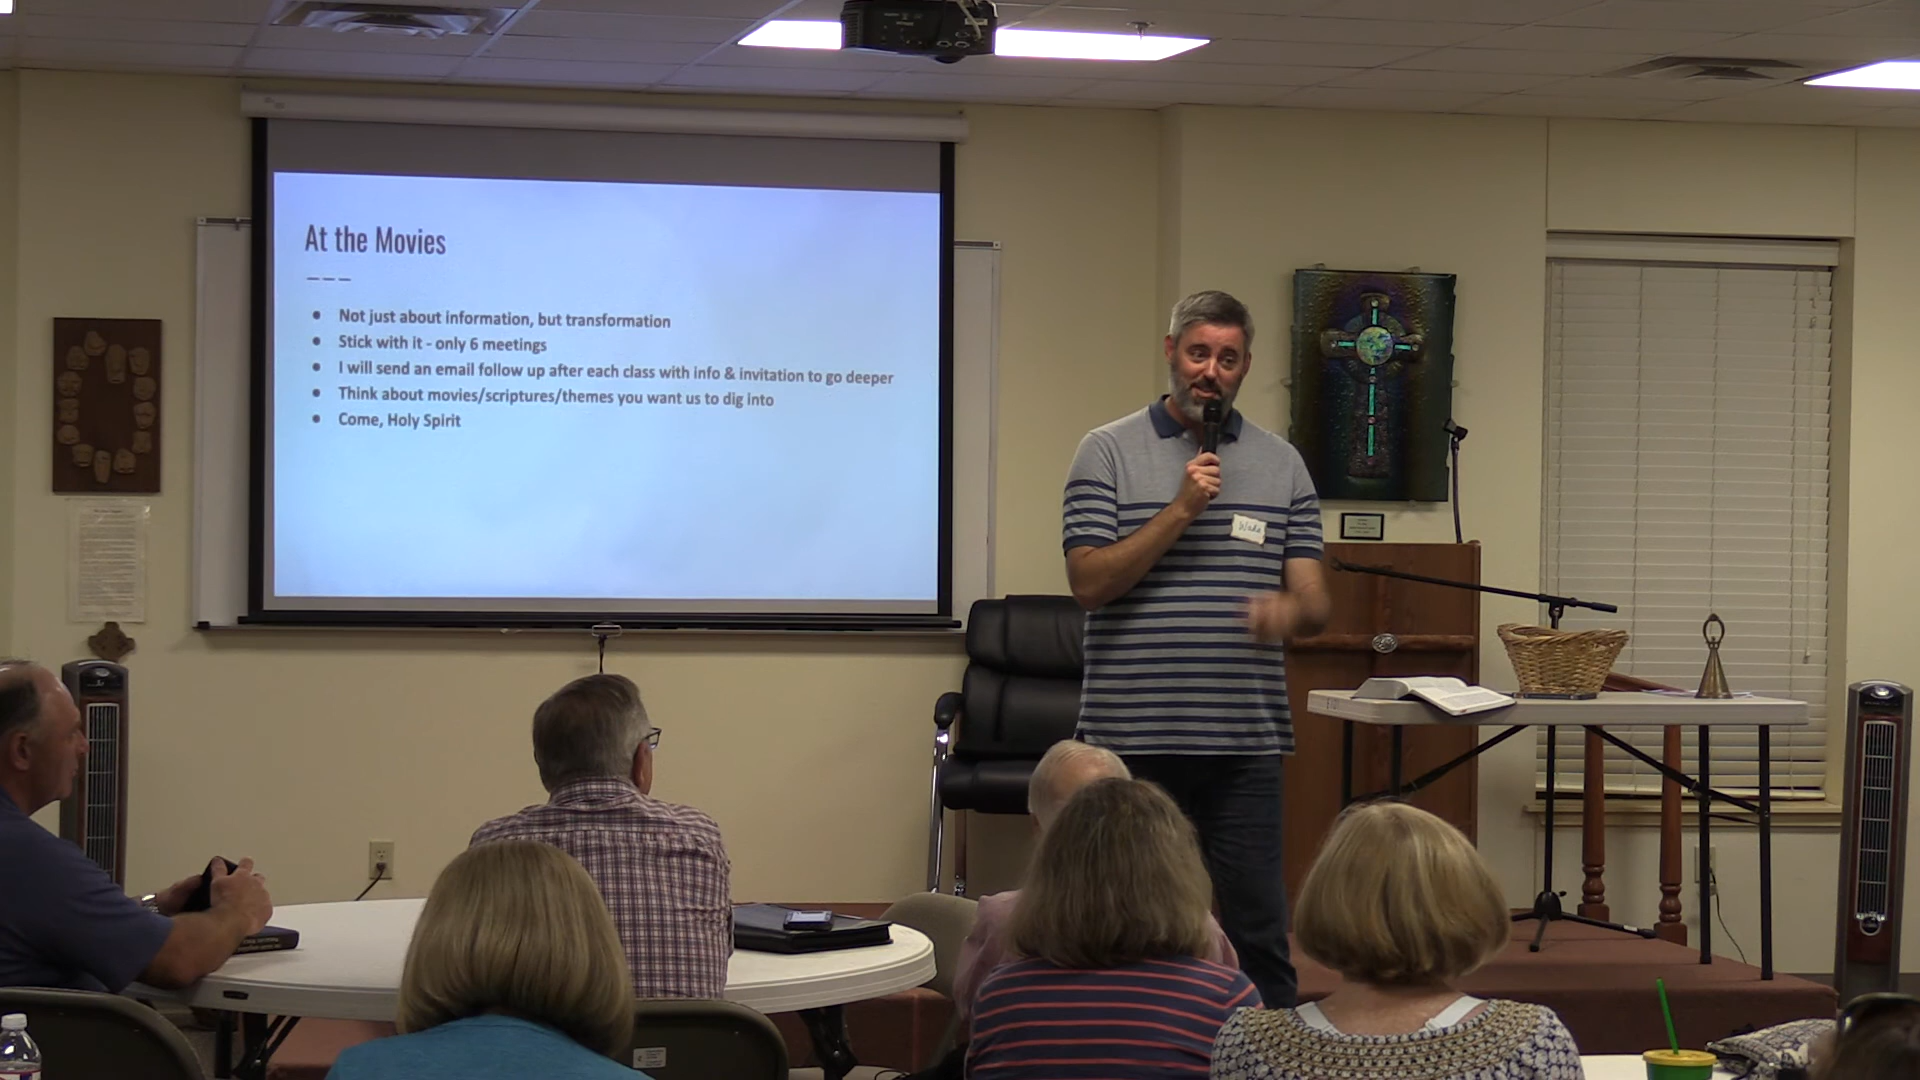 At the Movies
Not just about information, but transformation
Stick with it - only 6 meetings
I will send an email follow up after each class with info & invitation to go deeper
Think about movies/scriptures/themes you want us to dig into
Come, Holy Spirit
Wade